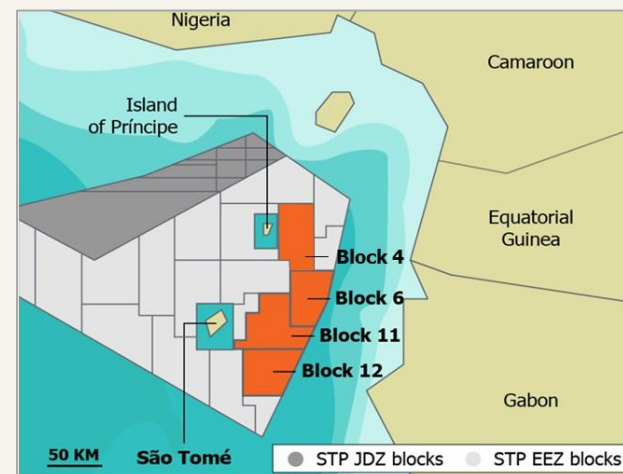 Nigeria
Camaroon
Island
of Príncipe
Equatorial
Guinea
Block 4
Block 6
Block 11
Block 12
Gabon
50 KM
São Tomé
STP JDZ blocks
STP EEZ blocks